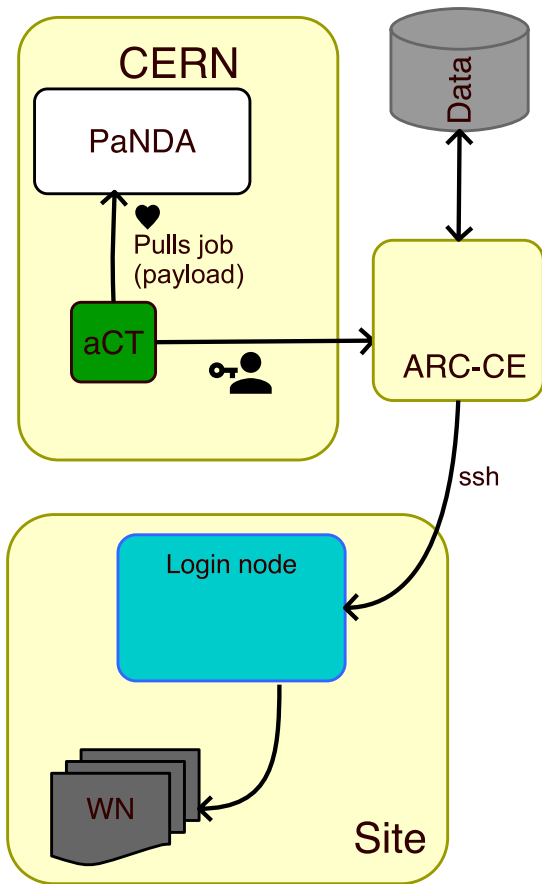 CERN
Data
PaNDA
Pulls job
(payload)
aCT
ARC-CE
ssh
Login node
WN
Site